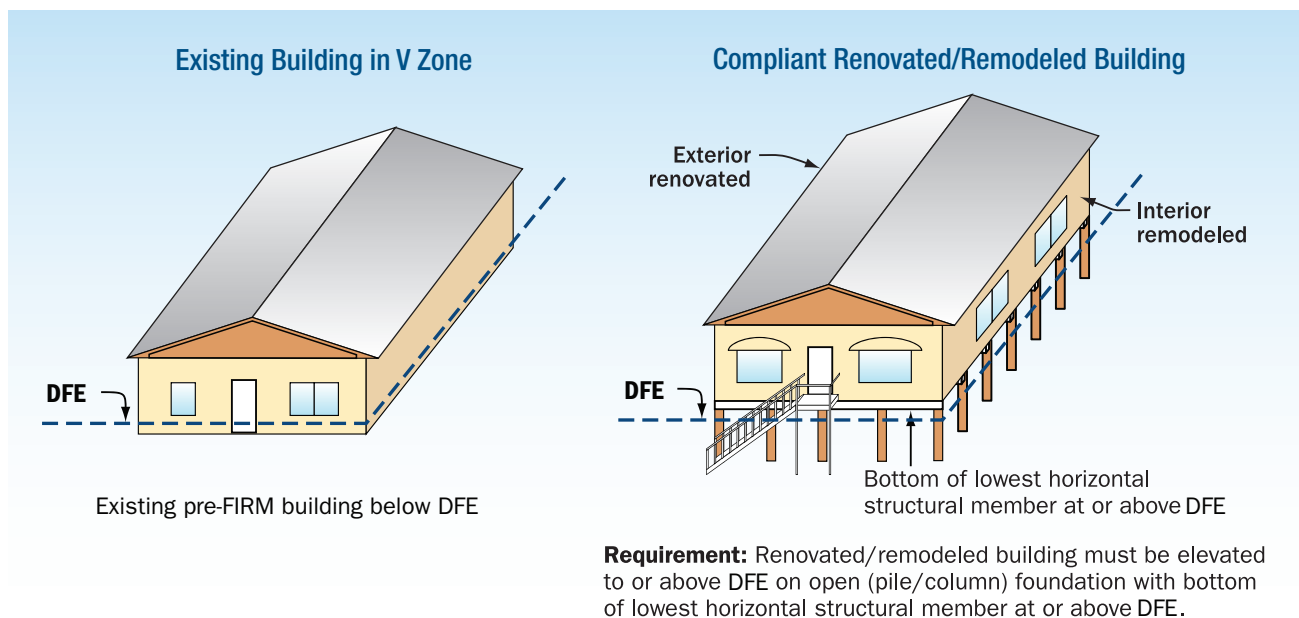 Existing Building in V Zone
DFE
Existing pre-FIRM building below DFE
Compliant Renovated/Remodeled Building
Exterior
renovated
Interior
remodeled
DFE
Bottom of lowest horizontal
structural member at or above DFE
Requirement: Renovated/remodeled building must be elevated
to or above DFE on open (pile/column) foundation with bottom
of lowest horizontal structural member at or above DFE.